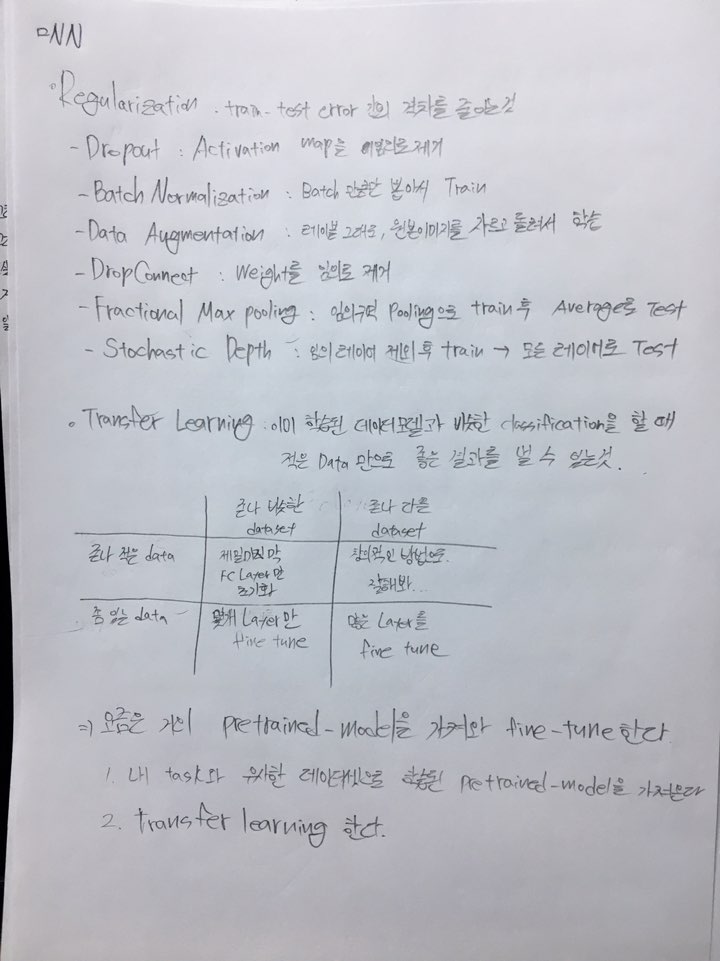 □NN
◦ Regularization . train-test error 간의 격차를 줄이는것
- Dropout : Activation map을 제거
- Batch Normalization : Batch 만큼만 뽑아서 Train
- Data Augmentation : 레이블 그대로, 원본이미지를 자르고 돌려서 학습
- DropConnect : Weight를 임의로 제거
- Fractional Max pooling : 임의구역 Pooling으로 train 후 Average로 Test
- Stochastic Depth : 임의 레이어 제외 후 train → 모든 레이어로 Test
◦ Transfer Learning . 이미 학습된 데이터모델과 비슷한 classification을 할 때
적은 Data 만으로 좋은 결과를 낼 수 있는것.
존나 비슷한 dataset
존나 다른 dataset
존나 적은 data
제일마지막 FC Layer만 초기화
창의적인 방법으로. 잘해봐...
좀 있는 data
몇개 Layer만 fine tune
많은 Layer를 fine tune
⇒ 요즘은 거의 pretrained-model을 가져와 fine-tune 한다
1. 내 task와 유사한 데이터셋으로 학습된 pretrained-model을 가져온다
2. transfer learning 한다.